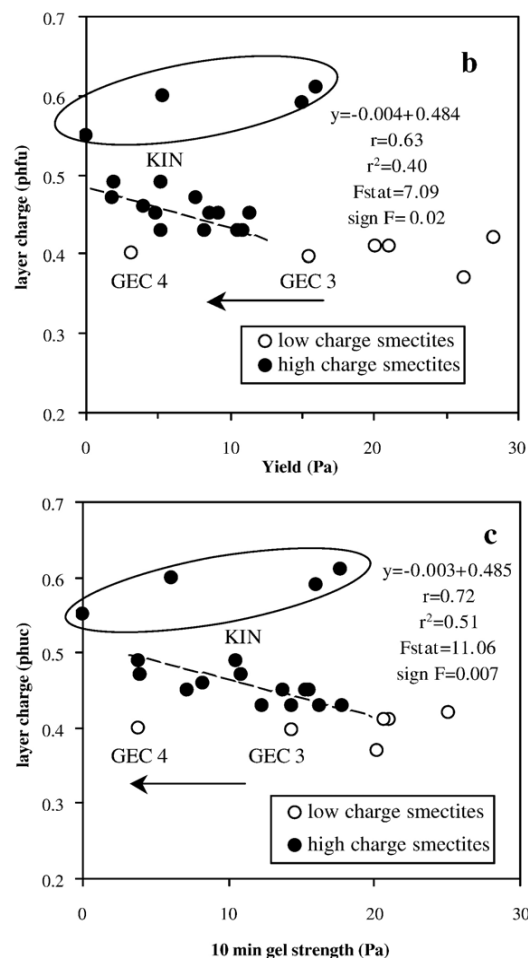 0.7
b
0.6
y=-0.004+0.484
r=0.63
r²=0.40
Fstat=7.09
sign F= 0.02
KIN
0.5
layer charge (phfu)
0.4
GEC 4
GEC 3
0.3
low charge smectites
high charge smectites
0.2
0
10
20
30
Yield (Pa)
0.7
c
y=-0.003+0.485
r=0.72
r²=0.51
Fstat=11.06
sign F=0.007
0.6
KIN
0.5
layer charge (phuc)
0.4
GEC 4
GEC 3
0.3
low charge smectites
high charge smectites
0.2
0
10
20
30
10 min gel strength (Pa)